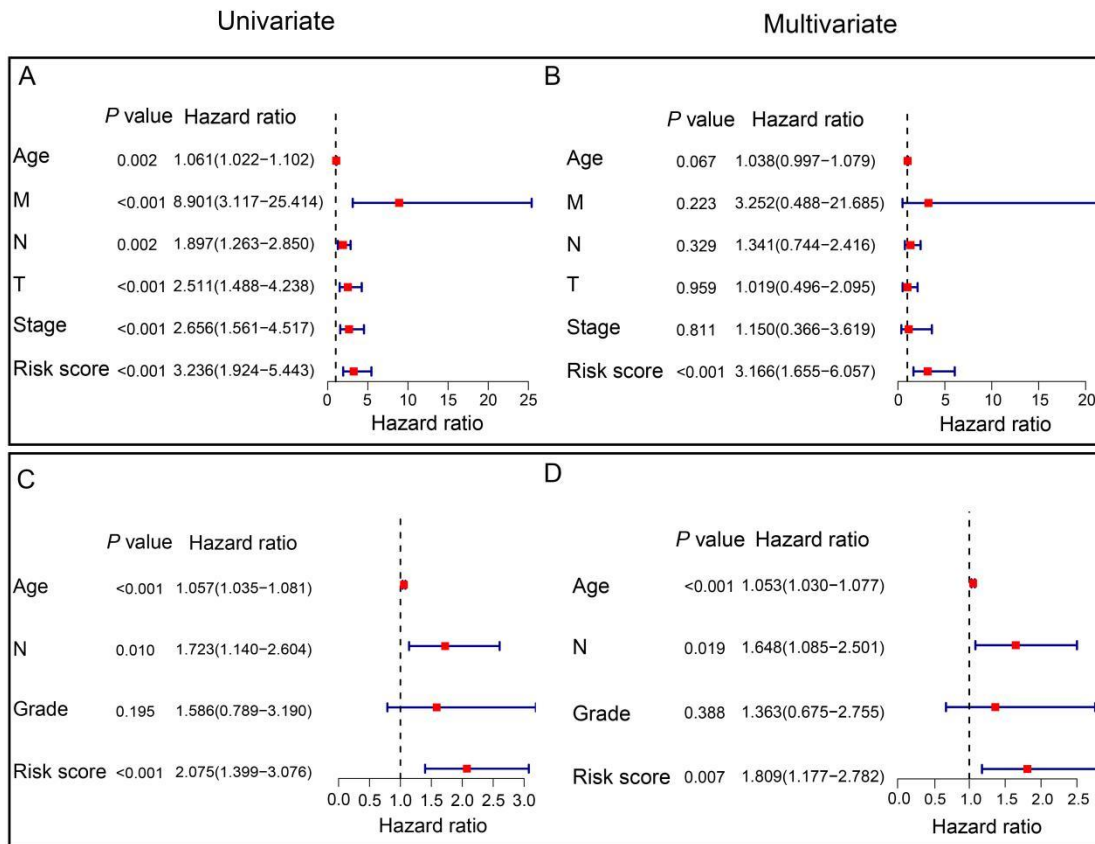 Univariate
Multivariate
A
P value Hazard ratio
Age 0.002 1.061(1.022−1.102)
M <0.001 8.901(3.117−25.414)
N 0.002 1.897(1.263−2.850)
T <0.001 2.511(1.488−4.238)
Stage <0.001 2.656(1.561−4.517)
Risk score <0.001 3.236(1.924−5.443)
0 5 10 15 20 25
Hazard ratio
B
P value Hazard ratio
Age 0.067 1.038(0.997−1.079)
M 0.223 3.252(0.488−21.685)
N 0.329 1.341(0.744−2.416)
T 0.959 1.019(0.496−2.095)
Stage 0.811 1.150(0.366−3.619)
Risk score <0.001 3.166(1.655−6.057)
0 5 10 15 20
Hazard ratio
C
P value Hazard ratio
Age <0.001 1.057(1.035−1.081)
N 0.010 1.723(1.140−2.604)
Grade 0.195 1.586(0.789−3.190)
Risk score <0.001 2.075(1.399−3.076)
0.0 1.0 1.5 2.0 2.5 3.0
Hazard ratio
D
P value Hazard ratio
Age <0.001 1.053(1.030−1.077)
N 0.019 1.648(1.085−2.501)
Grade 0.388 1.363(0.675−2.755)
Risk score 0.007 1.809(1.177−2.782)
0.0 0.5 1.0 1.5 2.0 2.5
Hazard ratio